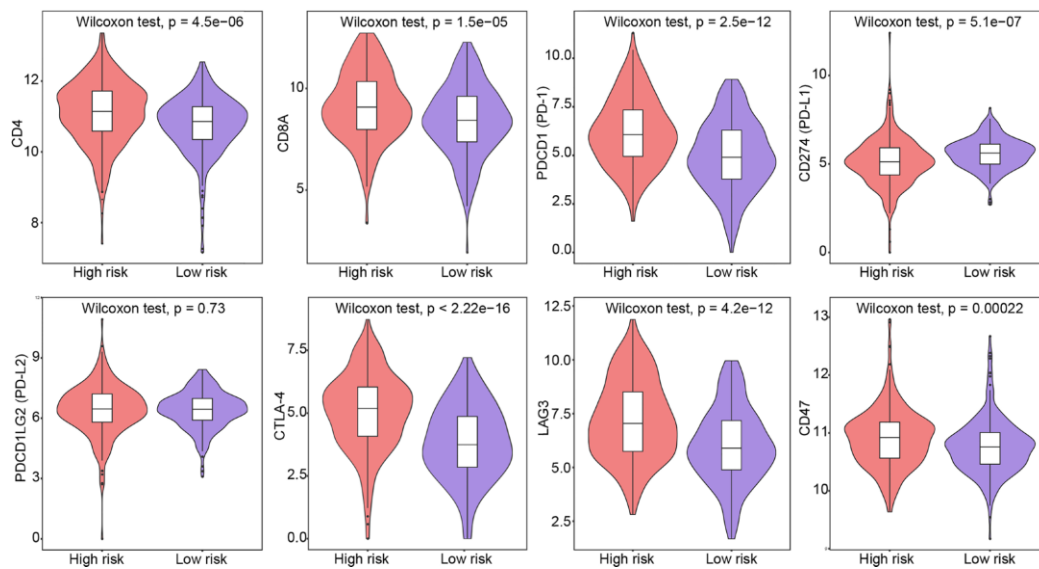 Wilcoxon test, p = 4.5e−06
CD4
12
10
8
High risk
Low risk
Wilcoxon test, p = 1.5e−05
CD8A
10
5
High risk
Low risk
Wilcoxon test, p = 2.5e−12
PDCD1 (PD-1)
10.0
7.5
5.0
2.5
0.0
High risk
Low risk
Wilcoxon test, p = 5.1e−07
CD274 (PD-L1)
10
5
0
High risk
Low risk
Wilcoxon test, p = 0.73
PDCD1LG2 (PD-L2)
9
6
3
0
High risk
Low risk
Wilcoxon test, p < 2.22e−16
CTLA-4
7.5
5.0
2.5
0.0
High risk
Low risk
Wilcoxon test, p = 4.2e−12
LAG3
12.5
10.0
7.5
5.0
2.5
High risk
Low risk
Wilcoxon test, p = 0.00022
CD47
13
12
11
10
High risk
Low risk